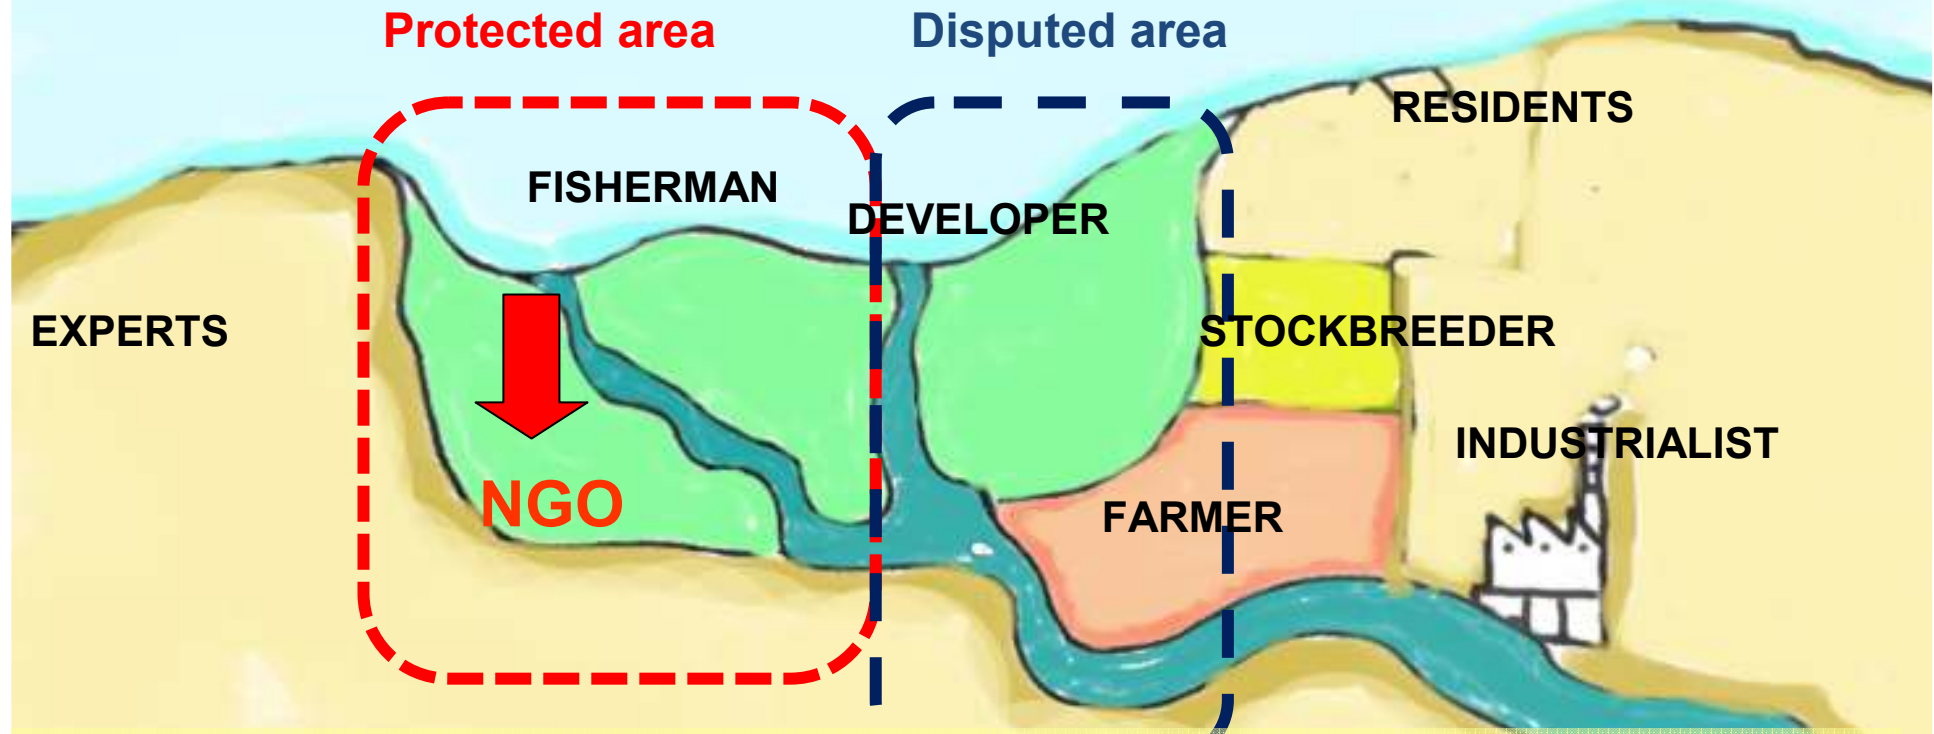 Protected area
Disputed area
RESIDENTS
FISHERMAN
DEVELOPER
EXPERTS
STOCKBREEDER
INDUSTRIALIST
NGO
FARMER